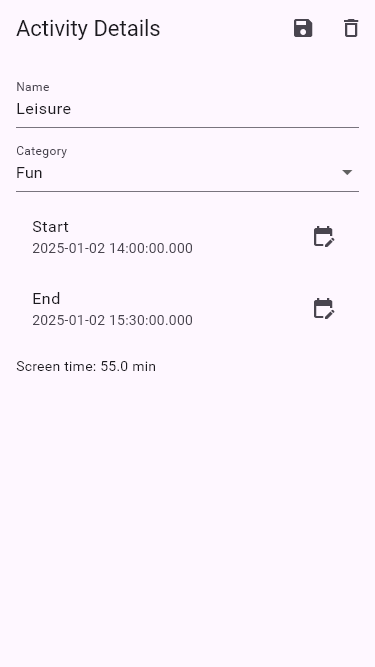 Activity Details
Name
Leisure
Category
Fun
Start
2025-01-02 14:00:00.000
End
2025-01-02 15:30:00.000
Screen time: 55.0 min